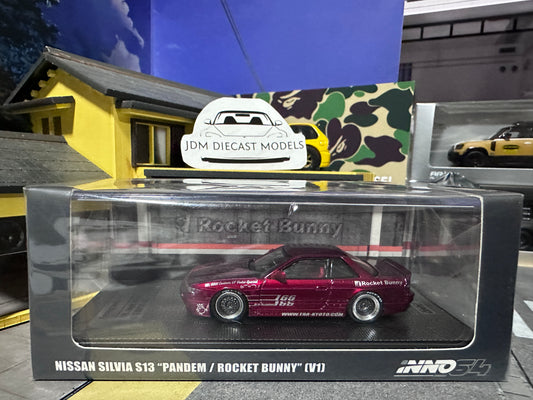 JDM DIECAST MODELS
Rocket Bunny
Rocket Bunny
WWW.TRA-KYOTO.COM
NISSAN SILVIA S13 “PANDEM / ROCKET BUNNY” (V1)
INNO64